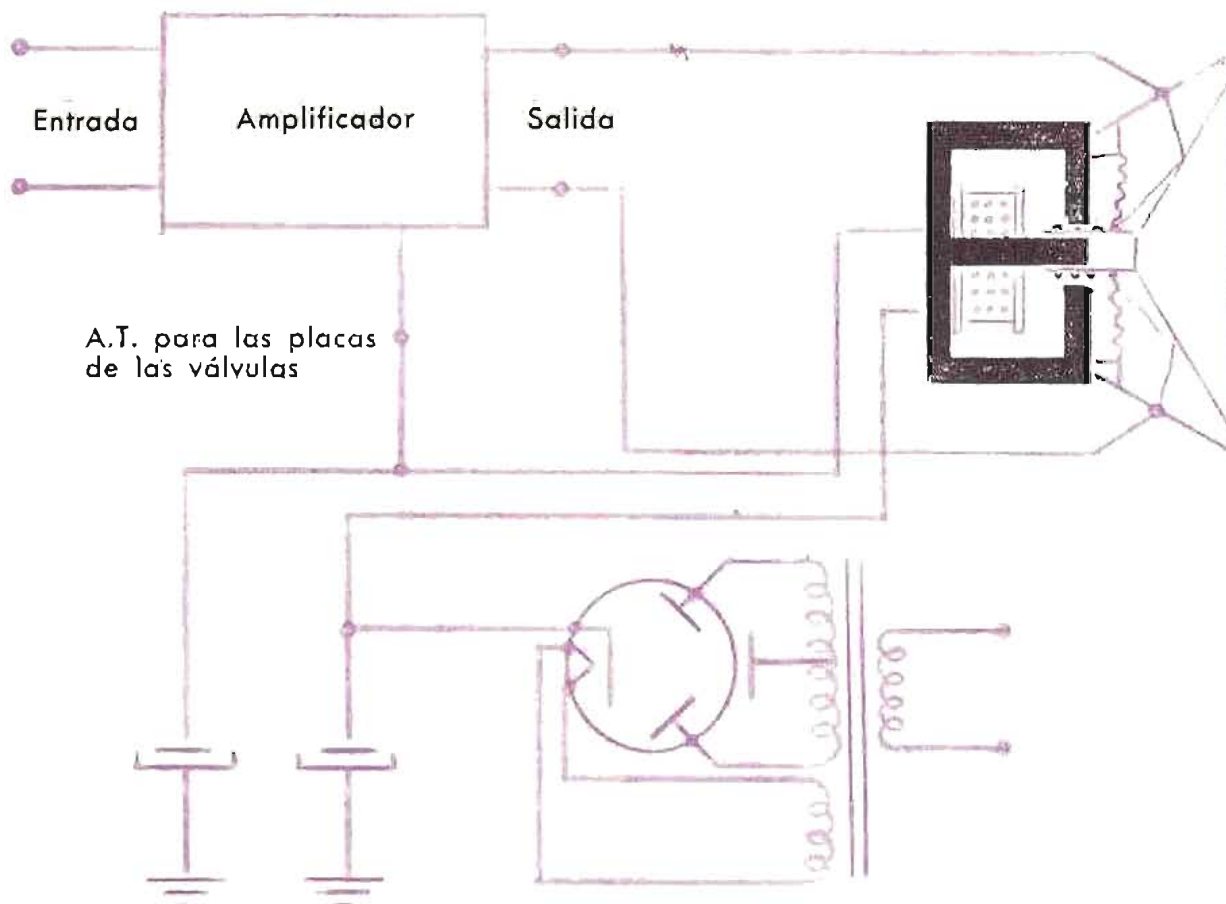 Entrada
Amplificador
Salida
A.T. para las placas
de las válvulas